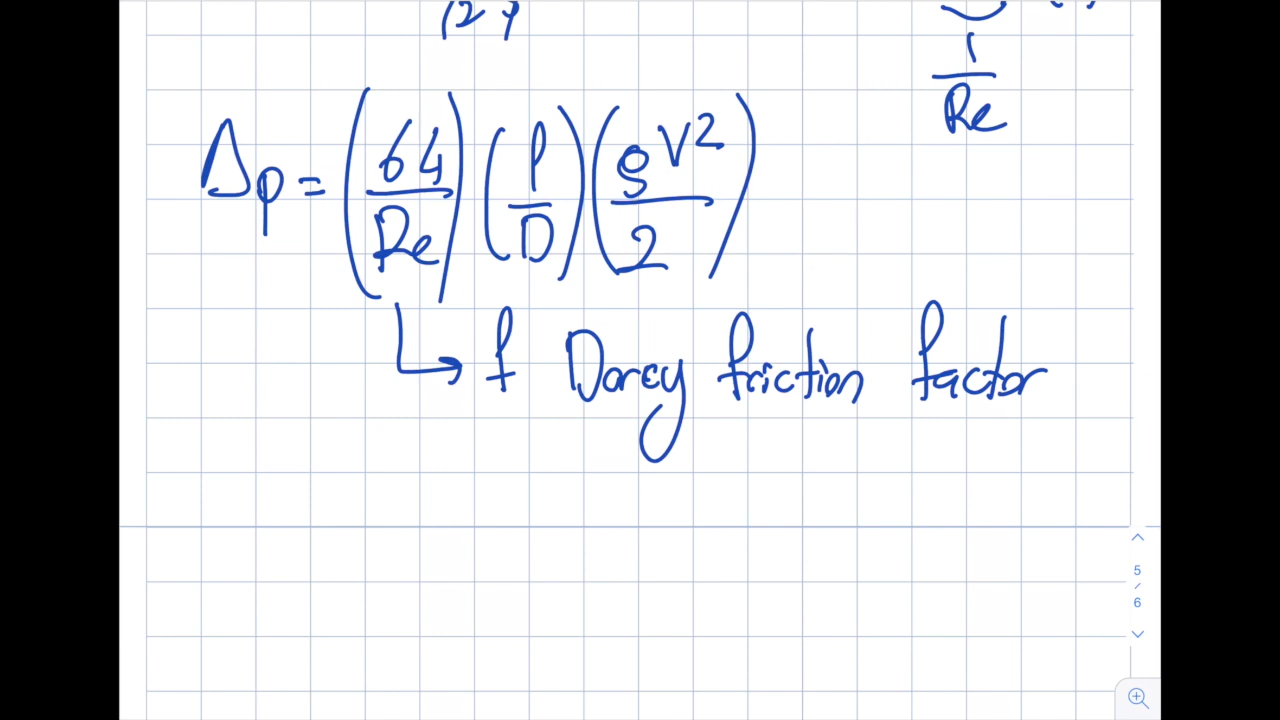 1
Re
Δp = (64/Re) (l/D) (ρV²/2)
↳ f Darcy friction factor
5
/
6